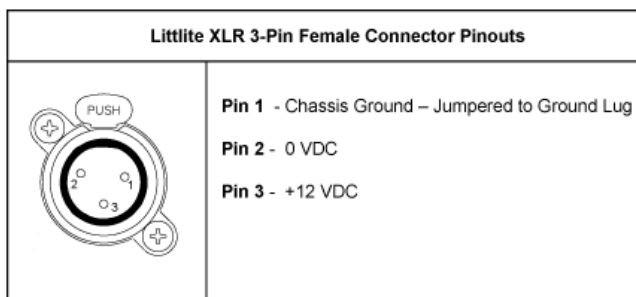 Littlite XLR 3-Pin Female Connector Pinouts
PUSH
2
1
3
Pin 1 - Chassis Ground – Jumpered to Ground Lug
Pin 2 - 0 VDC
Pin 3 - +12 VDC